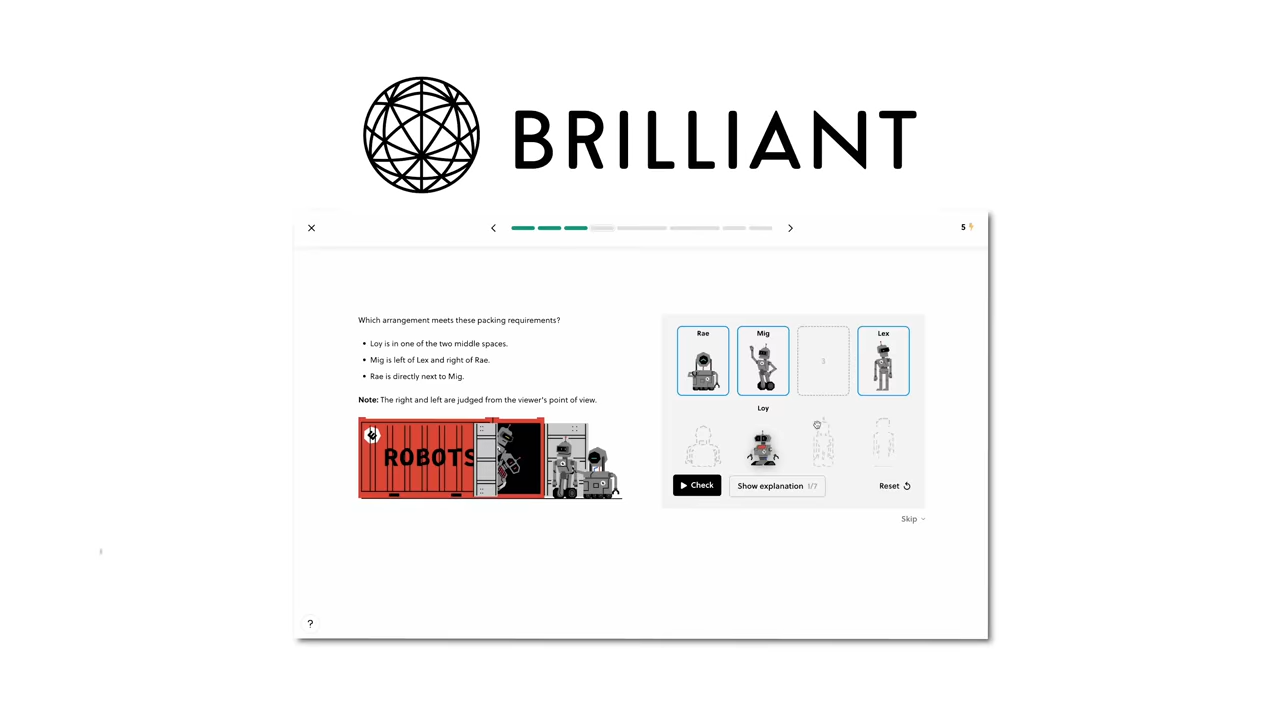 BRILLIANT
5
Which arrangement meets these packing requirements?
• Loy is in one of the two middle spaces.
• Mig is left of Lex and right of Rae.
• Rae is directly next to Mig.
Note: The right and left are judged from the viewer's point of view.
ROBOTS
E
Rae
Mig
3
Lex
Loy
Check
Show explanation 1/7
Reset
Skip
?